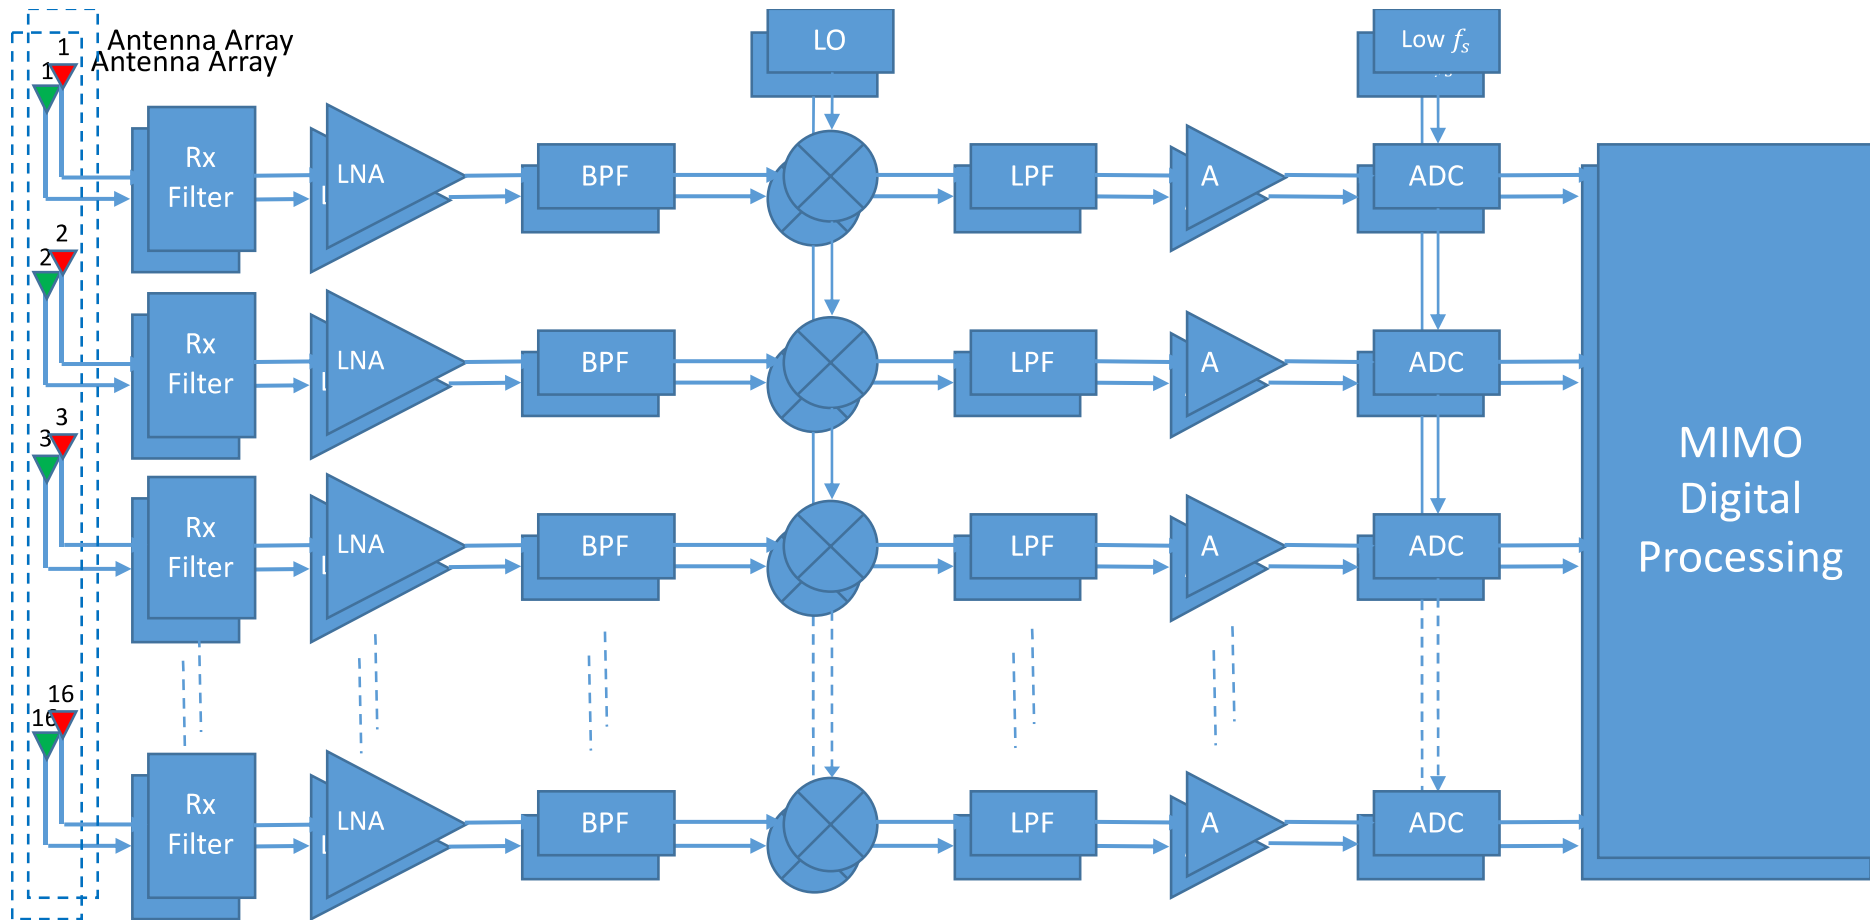 Antenna Array
Antenna Array
LO
Low fs
1
1
Rx
Filter
LNA
L
BPF
LPF
A
ADC
2
2
Rx
Filter
LNA
L
BPF
LPF
A
ADC
3
3
Rx
Filter
LNA
L
BPF
LPF
A
ADC
MIMO
Digital
Processing
16
16
Rx
Filter
LNA
BPF
LPF
A
ADC